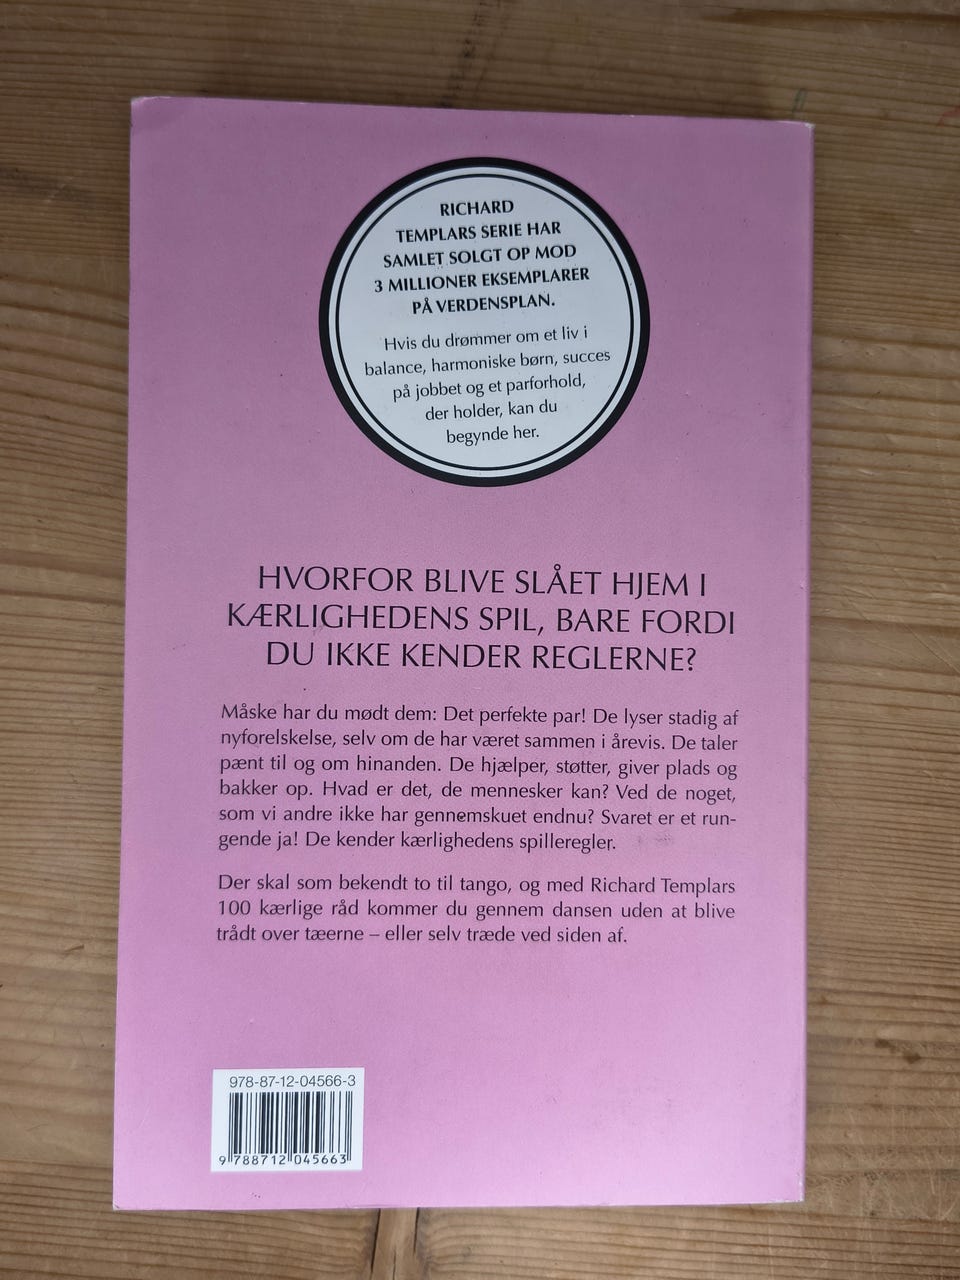 RICHARD
TEMPLARS SERIE HAR
SAMLET SOLGT OP MOD
3 MILLIONER EKSEMPLARER
PÅ VERDENSPLAN.
Hvis du drømmer om et liv i
balance, harmoniske børn, succes
på jobbet og et parforhold,
der holder, kan du
begynde her.
HVORFOR BLIVE SLÅET HJEM I
KÆRLIGHEDENS SPIL, BARE FORDI
DU IKKE KENDER REGLERNE?
Måske har du mødt dem: Det perfekte par! De lyser stadig af
nyforelskelse, selv om de har været sammen i årevis. De taler
pænt til og om hinanden. De hjælper, støtter, giver plads og
bakker op. Hvad er det, de mennesker kan? Ved de noget,
som vi andre ikke har gennemskuet endnu? Svaret er et run-
gende ja! De kender kærlighedens spilleregler.
Der skal som bekendt to til tango, og med Richard Templars
100 kærlige råd kommer du gennem dansen uden at blive
trådt over tæerne – eller selv træde ved siden af.
978-87-12-04566-3
9 788712 045663